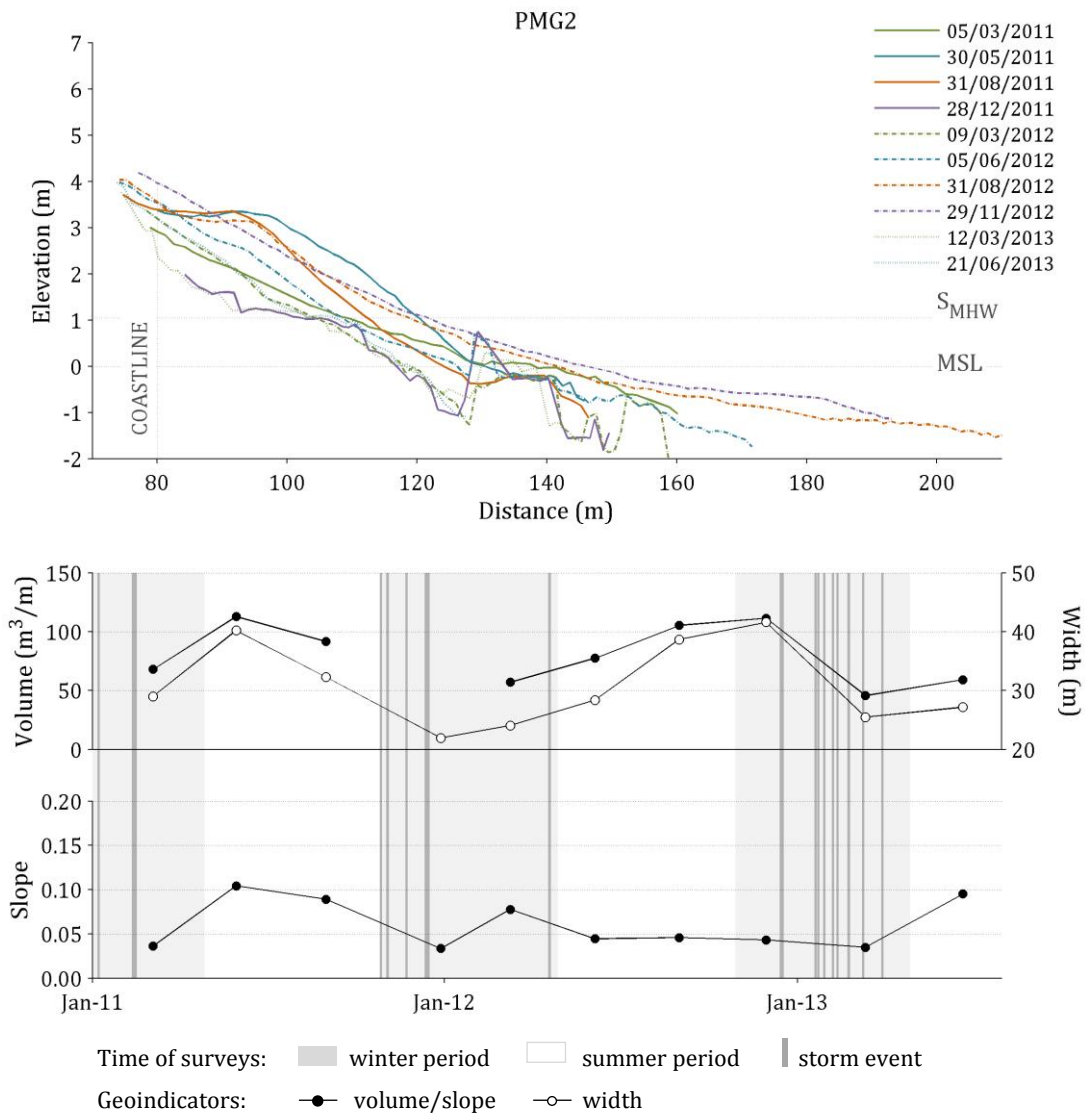 PMG2
7
6
5
4
3
2
1
0
-1
-2
Elevation (m)
COASTLINE
S_MHW
MSL
05/03/2011
30/05/2011
31/08/2011
28/12/2011
09/03/2012
05/06/2012
31/08/2012
29/11/2012
12/03/2013
21/06/2013
80 100 120 140 160 180 200
Distance (m)
150
100
50
0
Volume (m³/m)
50
40
30
20
Width (m)
0.20
0.15
0.10
0.05
0.00
Slope
Jan-11 Jan-12 Jan-13
Time of surveys: winter period summer period storm event
Geoindicators: volume/slope width